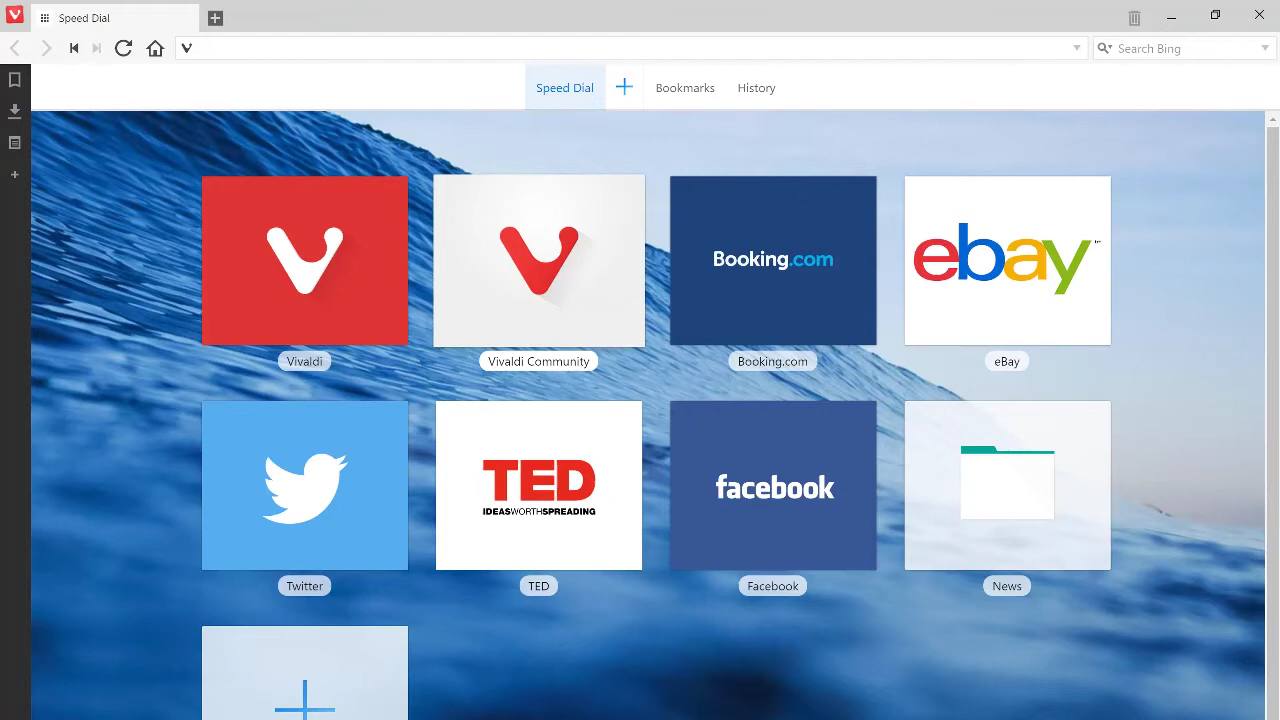 Speed Dial
Search Bing
Speed Dial
Bookmarks
History
Booking.com
ebay
Vivaldi
Vivaldi Community
Booking.com
eBay
TED
IDEASWORTHSPREADING
facebook
Twitter
TED
Facebook
News